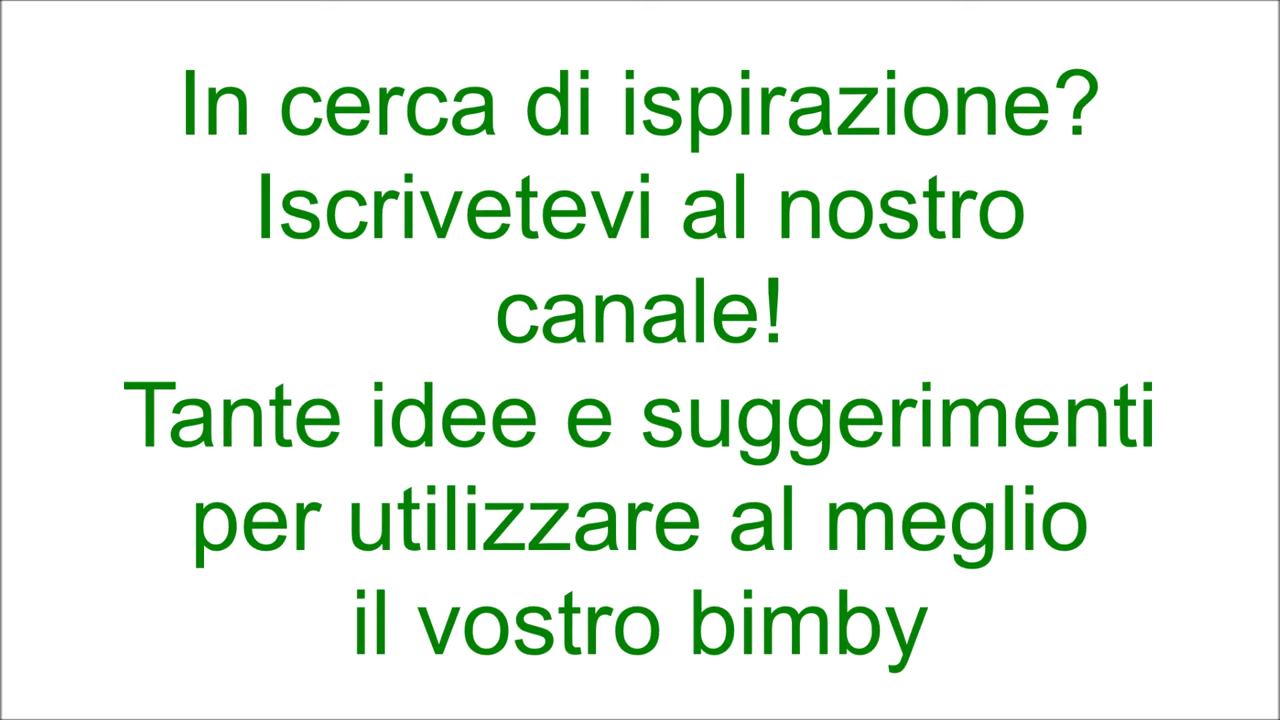 In cerca di ispirazione?
Iscrivetevi al nostro
canale!
Tante idee e suggerimenti
per utilizzare al meglio
il vostro bimby